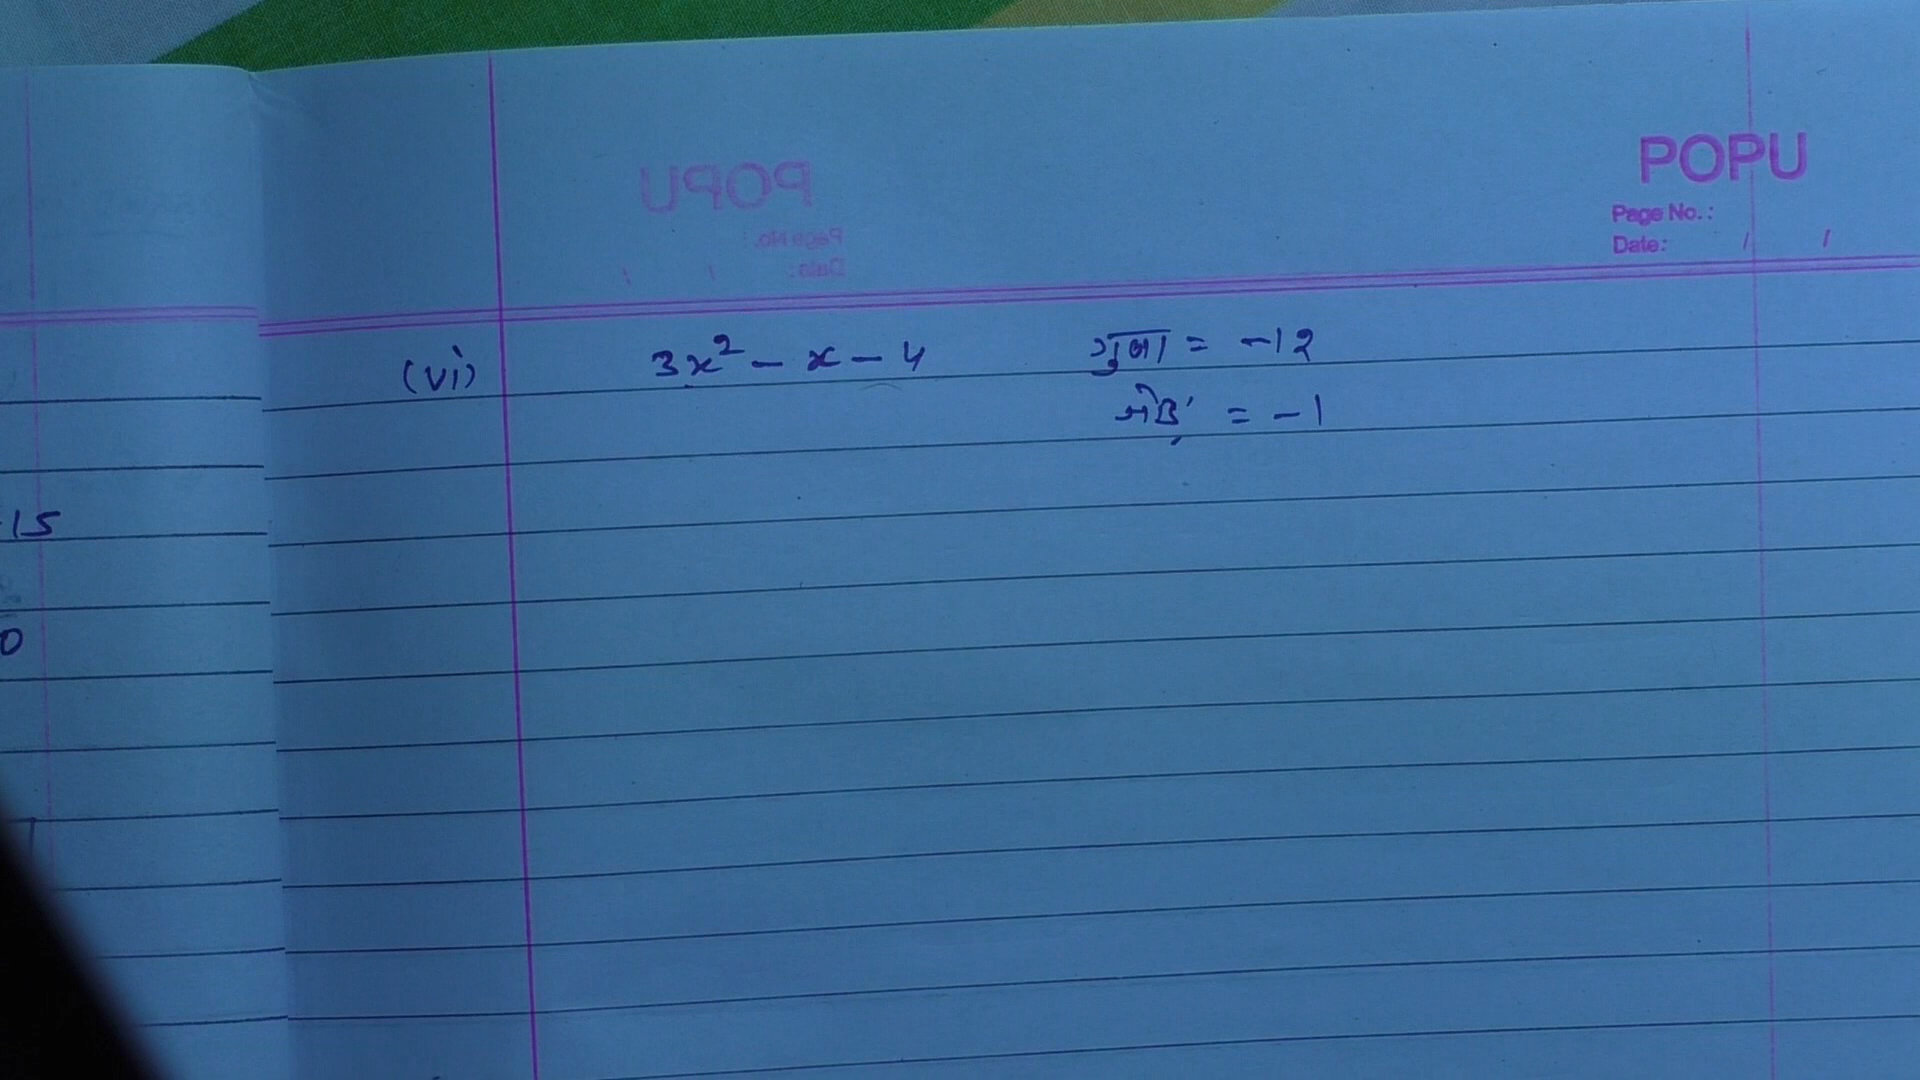 POPU
Page No.:
Date: / /
(vi) 3x² - x - 4 ਗੁਣਾ = -12
= -1
15
0